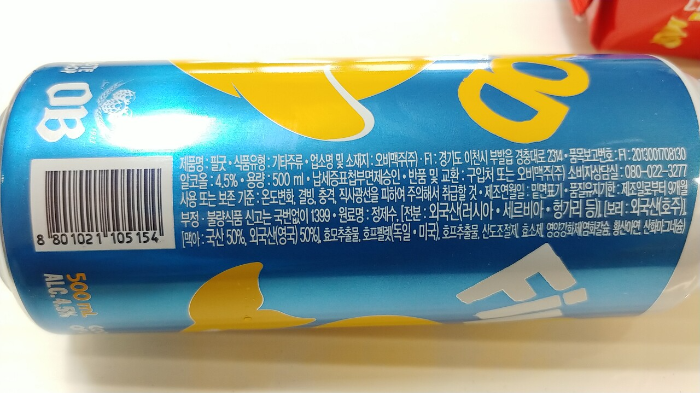 제품명 : 필굿 • 식품유형 : 기타주류 • 업소명 및 소재지 : 오비맥주(주) · F1 : 경기도 이천시 부발읍 경충대로 2314 • 품목보고번호 : F1 : 2013001708130
알코올 : 4.5% • 용량 : 500 ml • 납세증표첩부면제승인 • 반품 및 교환 : 구입처 또는 오비맥주(주) 소비자상담실 : 080-022-3277
사용 또는 보존 기준 : 온도변화, 결빙, 충격, 직사광선을 피하여 주의해서 취급할 것 • 제조연월일 : 밑면표기 • 품질유지기한 : 제조일로부터 9개월
부정 · 불량식품 신고는 국번없이 1399 • 원료명 : 정제수, [전분 : 외국산(러시아 • 세르비아 • 헝가리 등)], [보리 : 외국산(호주)],
[맥아 : 국산 50%, 외국산(영국) 50%], 호모추출물, 호프펠렛(독일 • 미국), 호프추출물, 산도조절제, 효소제, 영양강화제(염화칼슘, 황산아연, 산화마그네슘)
8 801021 105154
OB
500 ml
ALC. 4.5%
Fil